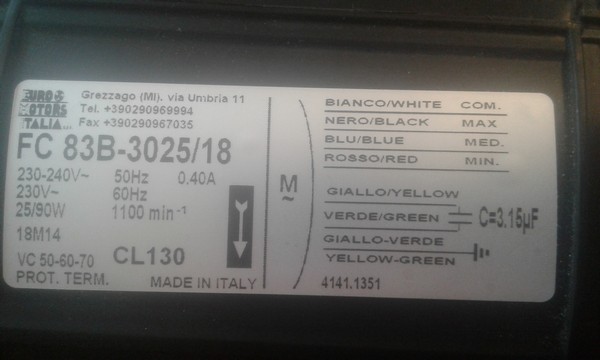 EURO MOTORS ITALIA
Grezzago (MI). via Umbria 11
Tel. +390290969994
Fax +390290967035
FC 83B-3025/18
230-240V~ 50Hz 0.40A
230V~ 60Hz
25/90W 1100 min-1
18M14
VC 50-60-70 CL130
PROT. TERM. MADE IN ITALY
M
~
BIANCO/WHITE COM.
NERO/BLACK MAX
BLU/BLUE MED.
ROSSO/RED MIN.
GIALLO/YELLOW
VERDE/GREEN C=3.15µF
GIALLO-VERDE
YELLOW-GREEN
4141.1351